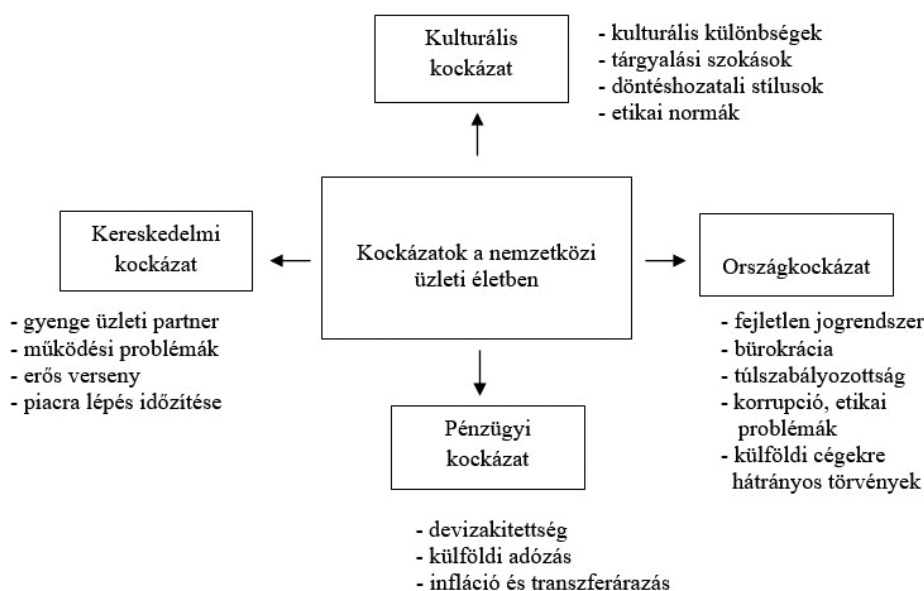 Kulturális
kockázat
- kulturális különbségek
- tárgyalási szokások
- döntéshozatali stílusok
- etikai normák
Kereskedelmi
kockázat
Kockázatok a nemzetközi
üzleti életben
Országkockázat
- gyenge üzleti partner
- működési problémák
- erős verseny
- piacra lépés időzítése
- fejletlen jogrendszer
- bürokrácia
- túlszabályozottság
- korrupció, etikai
problémák
- külföldi cégekre
hátrányos törvények
Pénzügyi
kockázat
- devizakitettség
- külföldi adózás
- infláció és transzferárazás